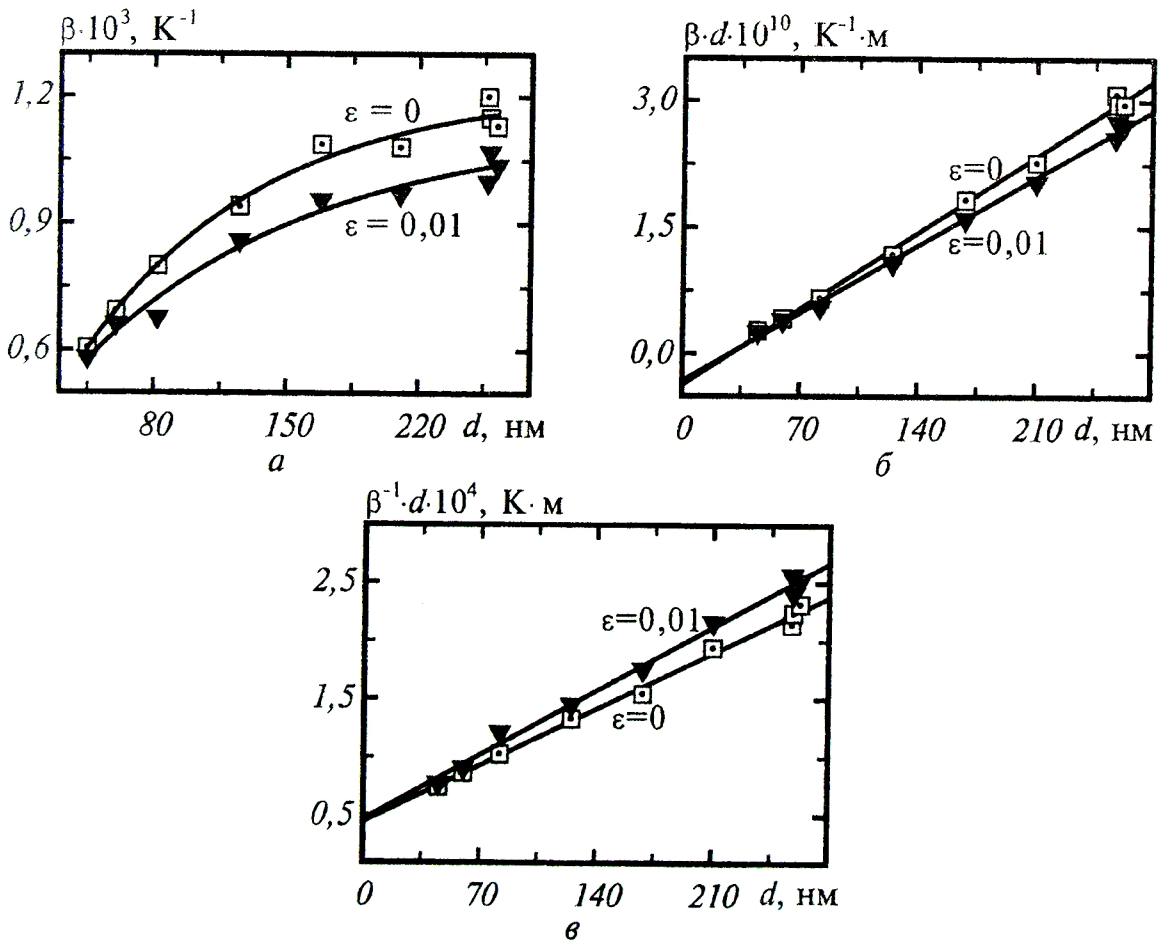 β·10³, K⁻¹
1,2
0,9
0,6
ε = 0
ε = 0,01
80 150 220 d, нм
а
β·d·10¹⁰, K⁻¹·м
3,0
1,5
0,0
ε=0
ε=0,01
0 70 140 210 d, нм
б
β⁻¹·d·10⁴, K·м
2,5
1,5
0,5
ε=0,01
ε=0
0 70 140 210 d, нм
в